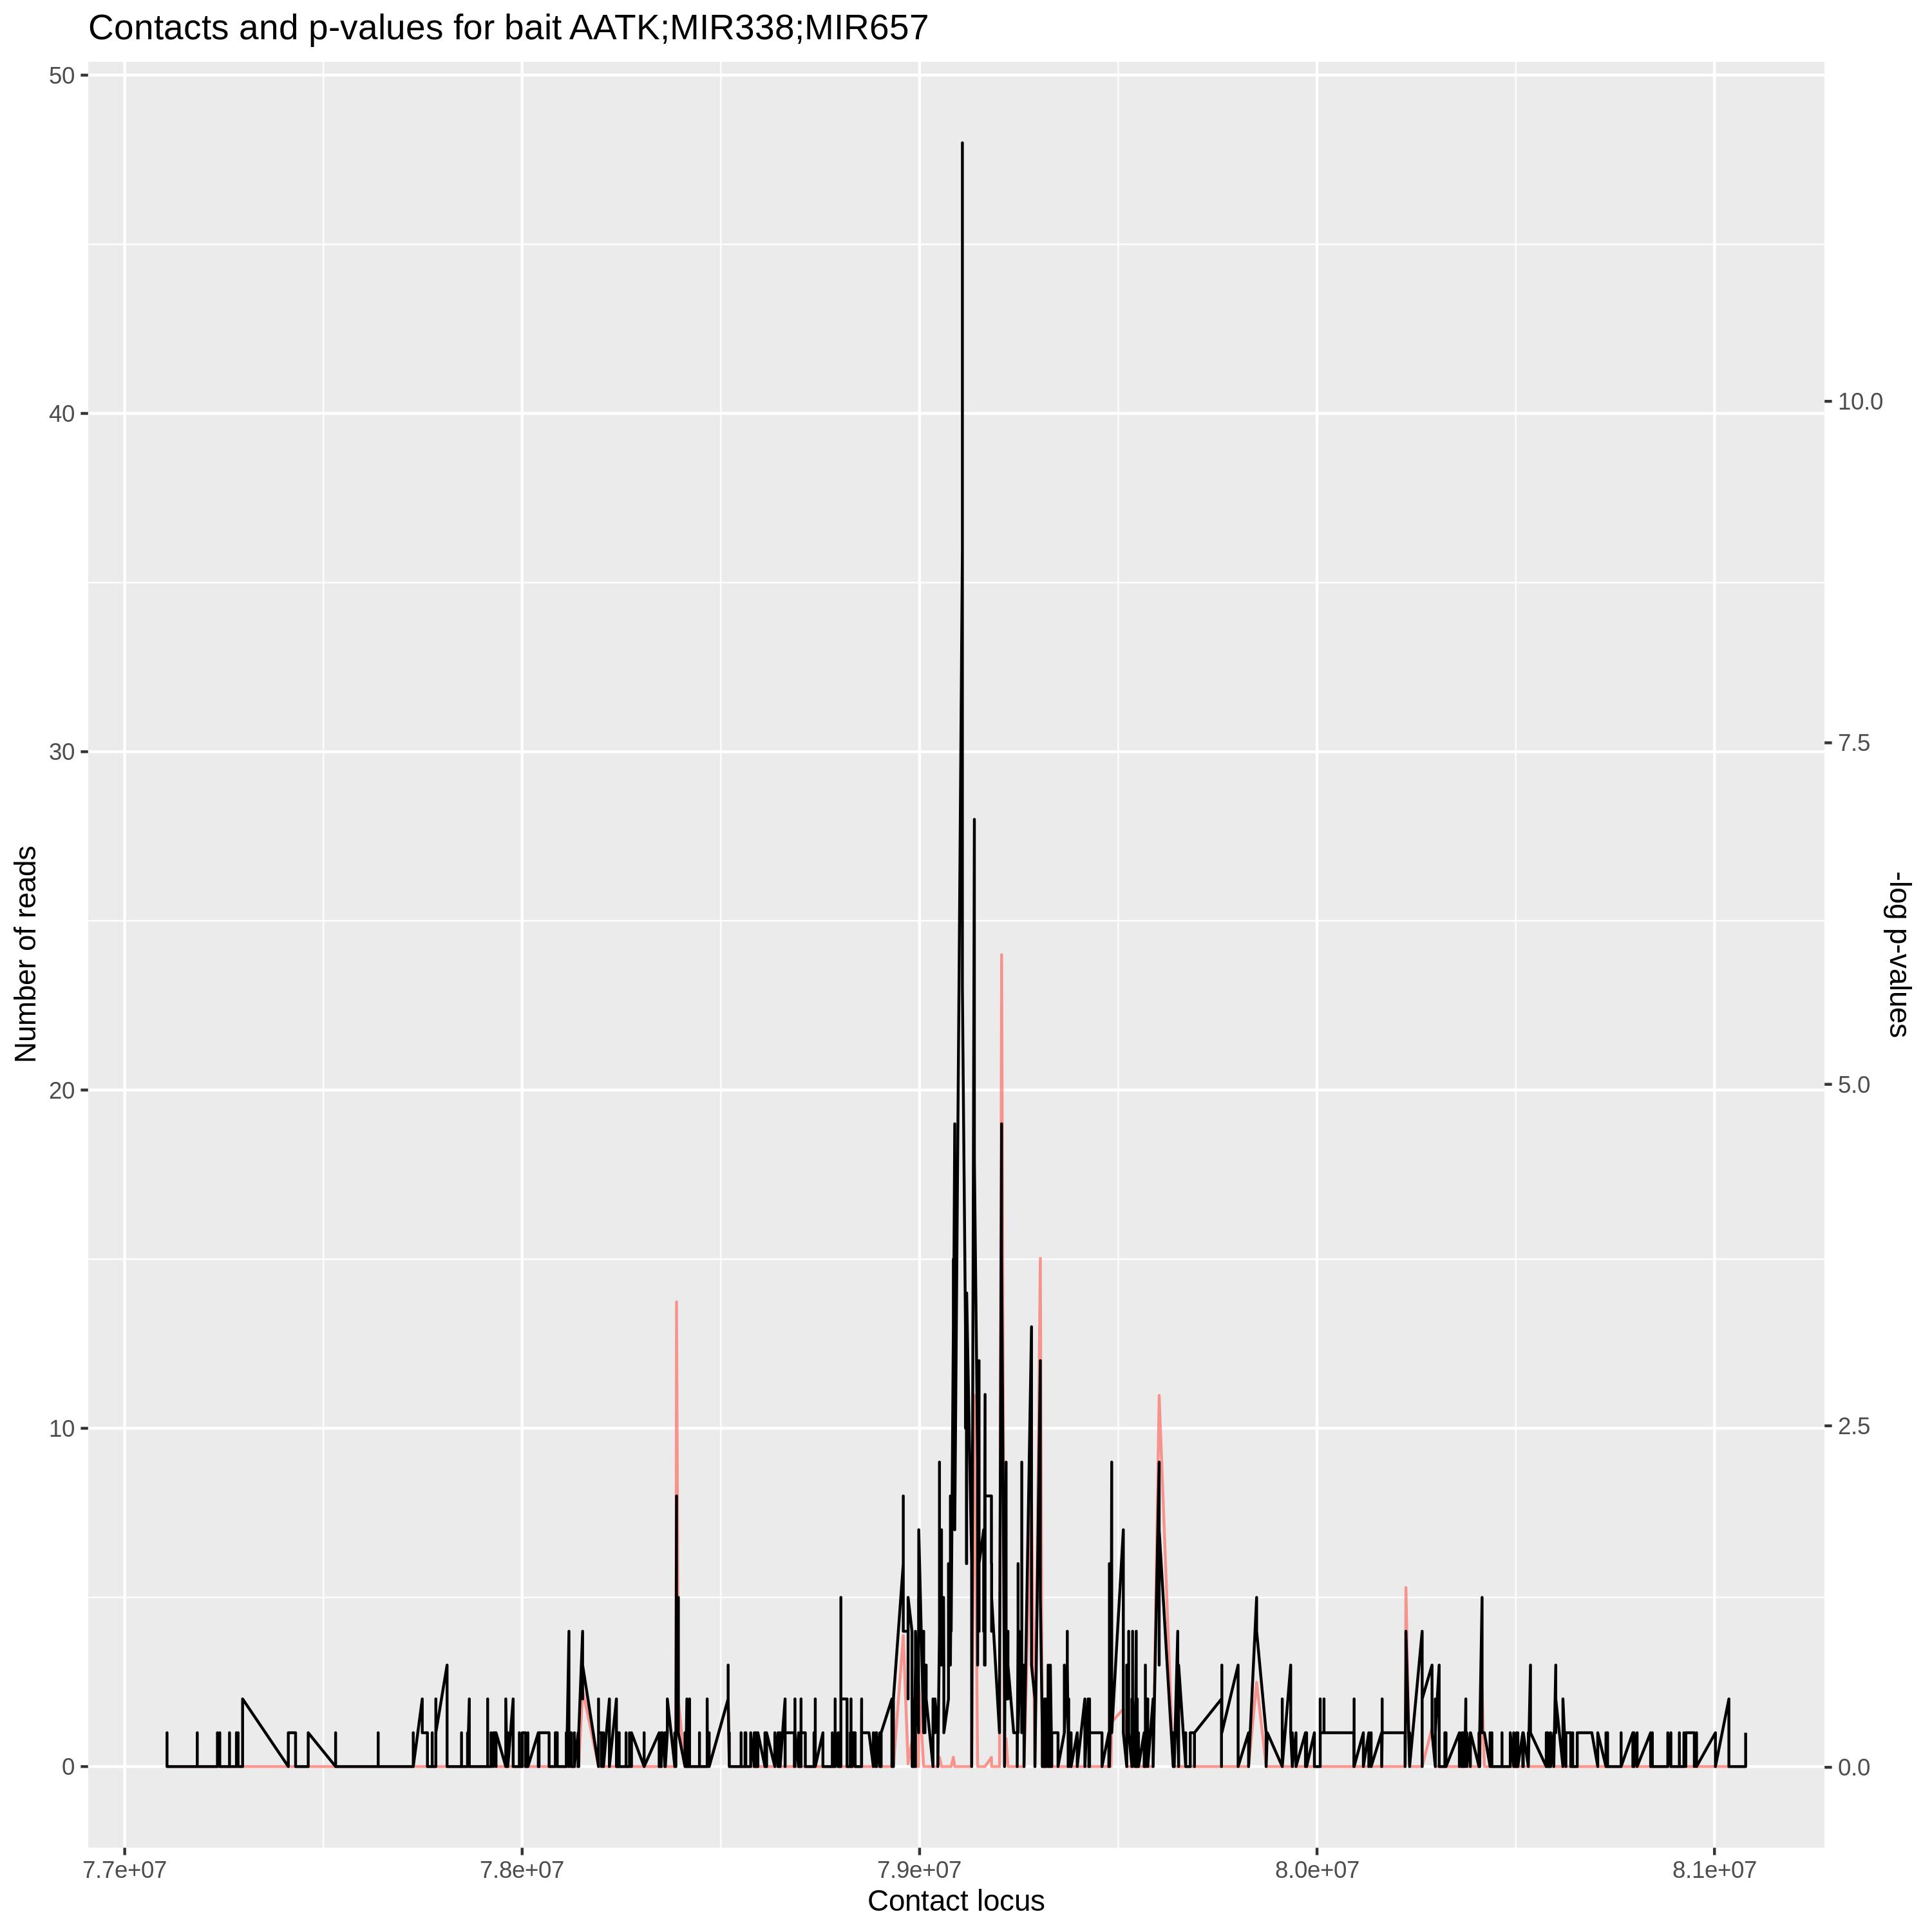 Contacts and p-values for bait AATK;MIR338;MIR657
50
40
30
20
10
0
Number of reads
10.0
7.5
5.0
2.5
0.0
-log p-values
7.7e+07 7.8e+07 7.9e+07 8.0e+07 8.1e+07
Contact locus